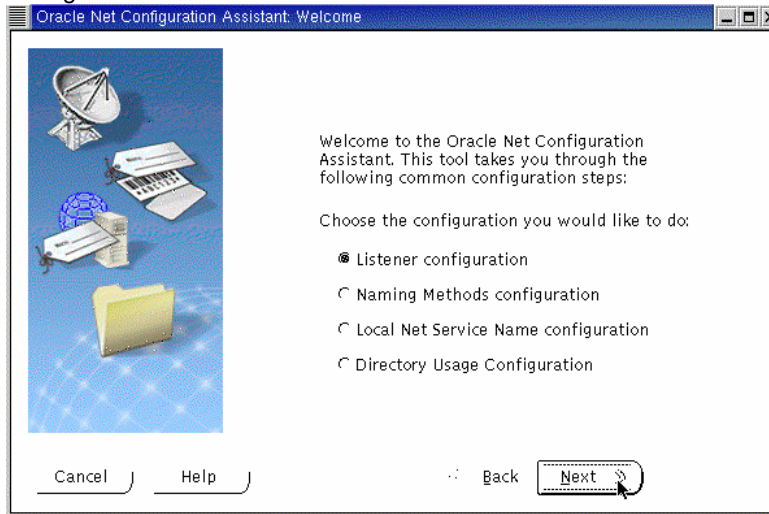 Oracle Net Configuration Assistant: Welcome
Welcome to the Oracle Net Configuration
Assistant. This tool takes you through the
following common configuration steps:
Choose the configuration you would like to do:
Listener configuration
Naming Methods configuration
Local Net Service Name configuration
Directory Usage Configuration
Cancel Help Back Next